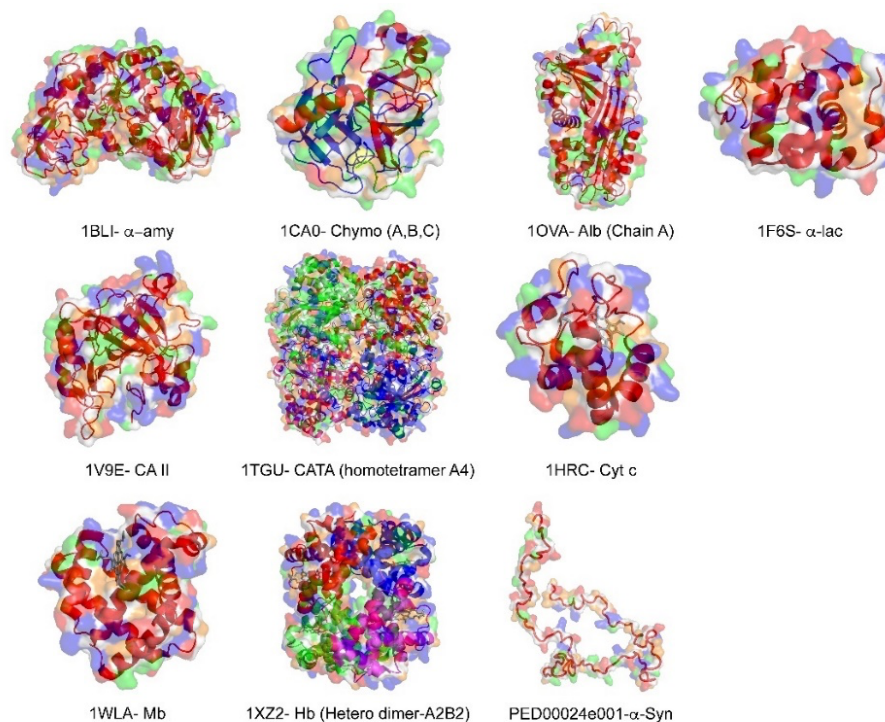 1BLI- α–amy
1CA0- Chymo (A,B,C)
1OVA- Alb (Chain A)
1F6S- α-lac
1V9E- CA II
1TGU- CATA (homotetramer A4)
1HRC- Cyt c
1WLA- Mb
1XZ2- Hb (Hetero dimer-A2B2)
PED00024e001-α-Syn